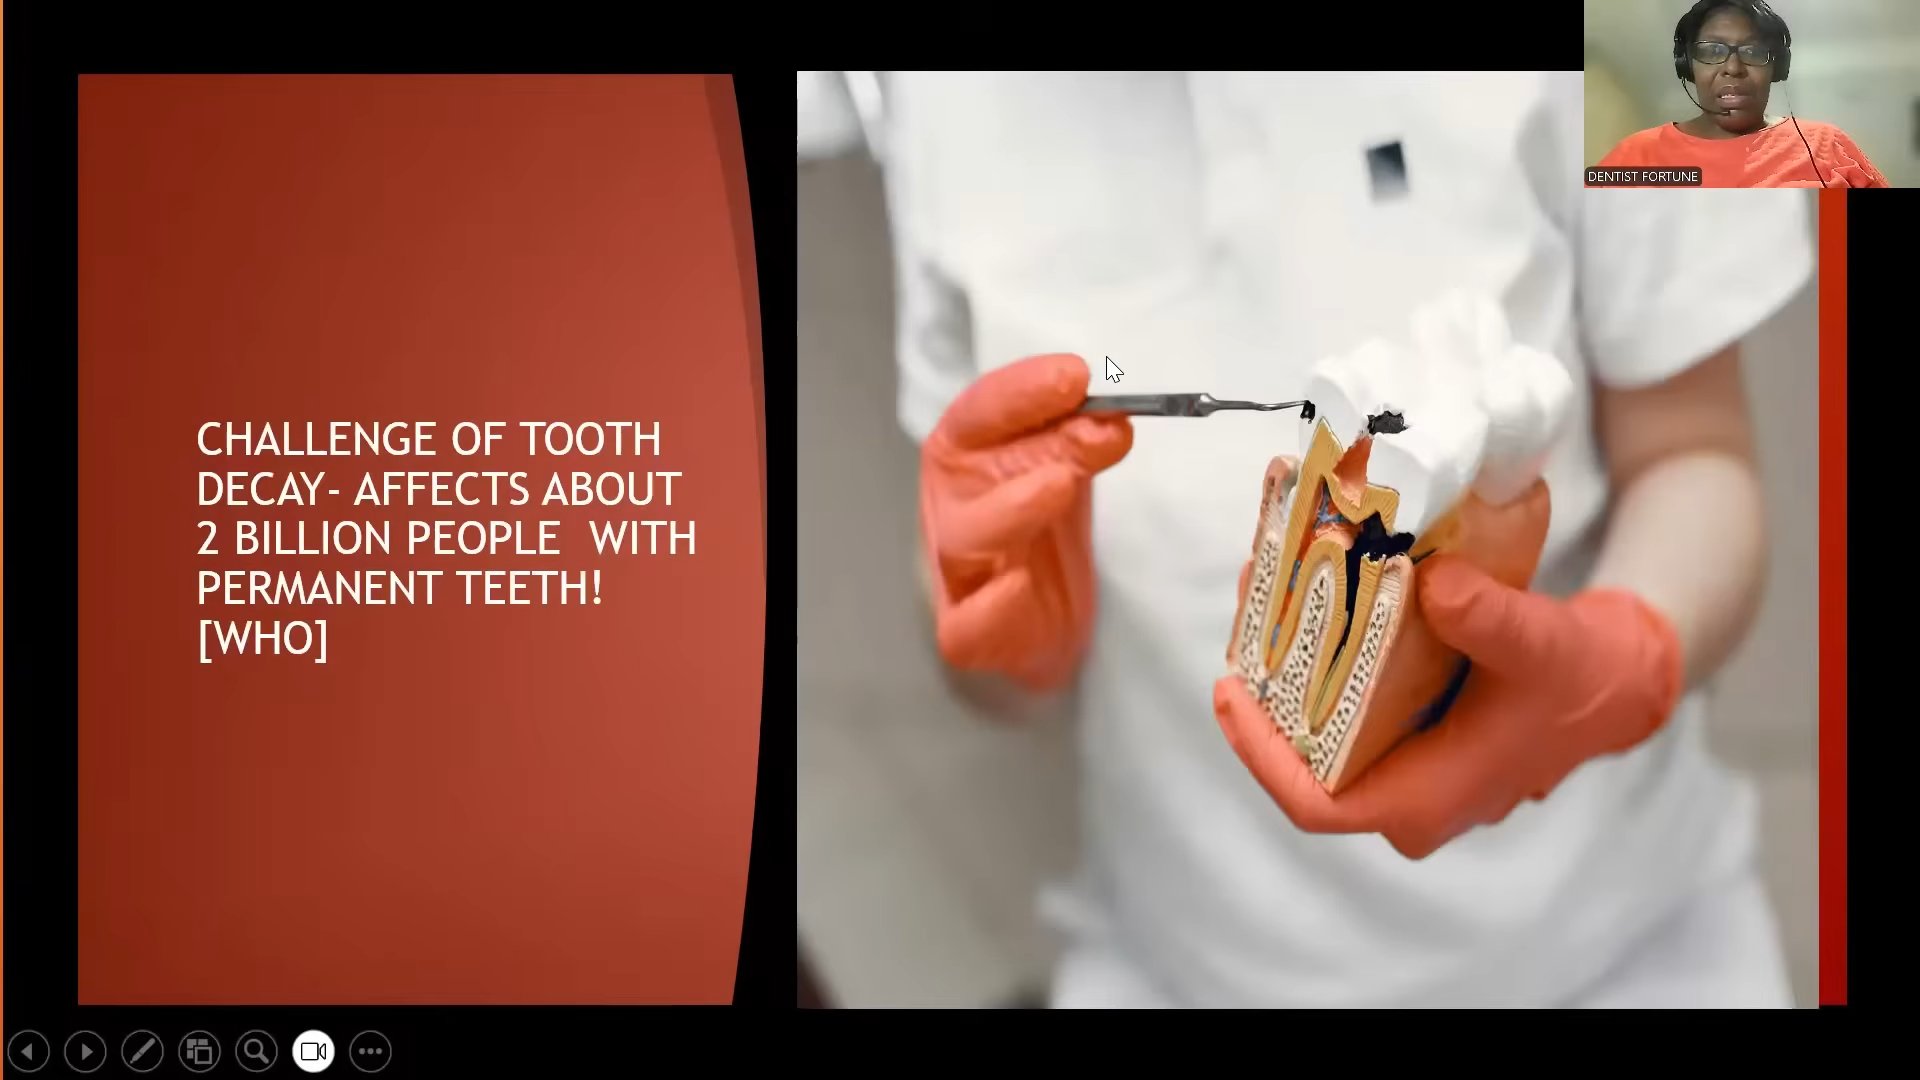 CHALLENGE OF TOOTH
DECAY- AFFECTS ABOUT
2 BILLION PEOPLE  WITH
PERMANENT TEETH!
[WHO]
DENTIST FORTUNE